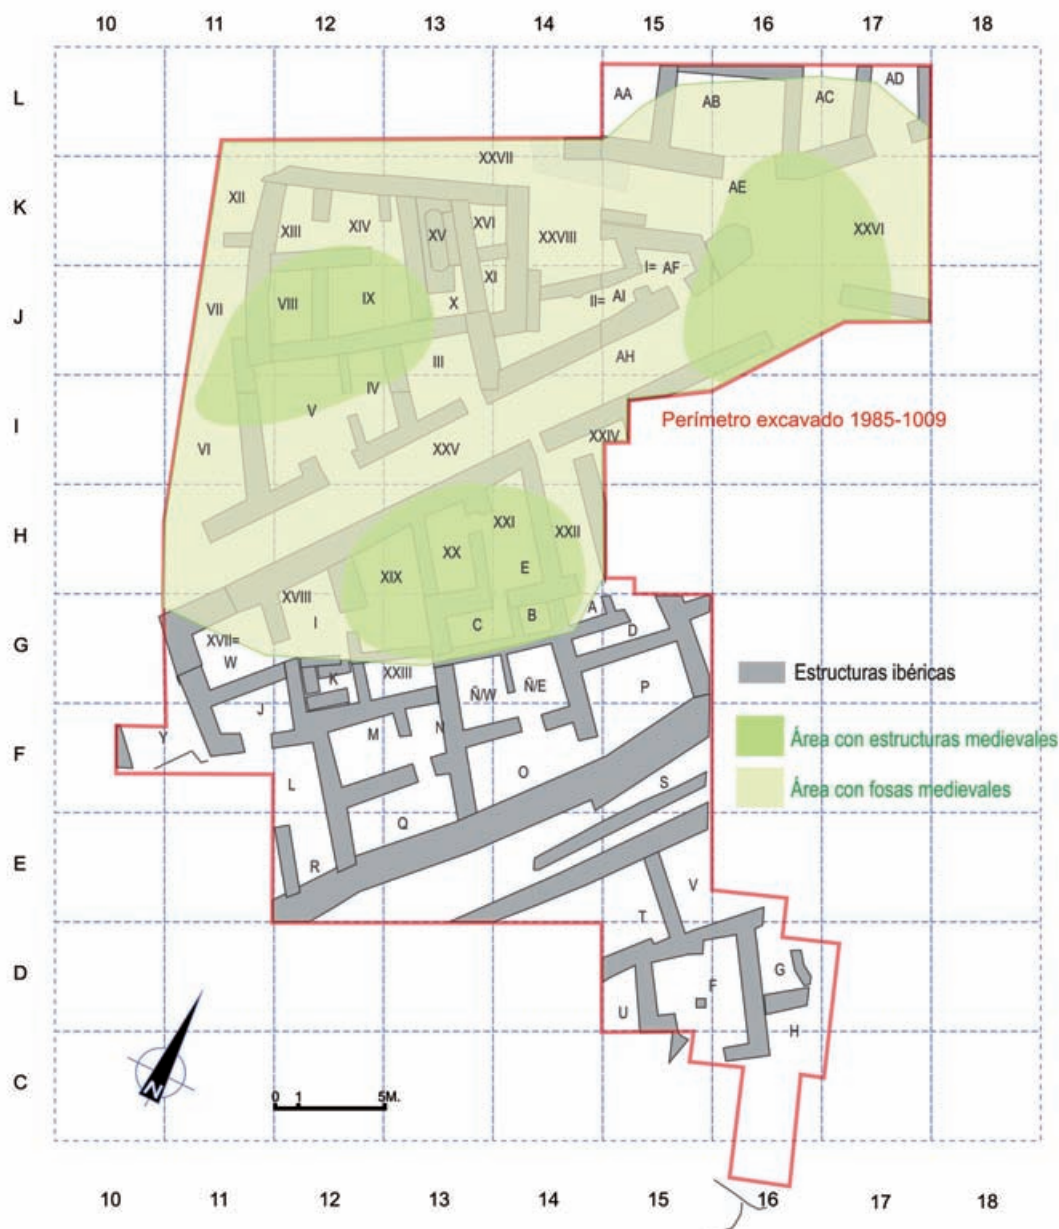 10 11 12 13 14 15 16 17 18
L AA AB AC AD
XXVII
K XII XIII XIV XV XVI XXVIII AE XXVI
XI I= AF
J VII VIII IX X II= AI
III AH
IV
V
I VI XXV XXIV Perímetro excavado 1985-1009
H XIX XX XXI XXII
E
XVIII I C B A D
G XVII=
W K XXIII Ñ/W Ñ/E P Estructuras ibéricas
J
F Y M N Área con estructuras medievales
L O S Área con fosas medievales
Q
E R V
T
D F G
U H
C N 0 1 5M.
10 11 12 13 14 15 16 17 18